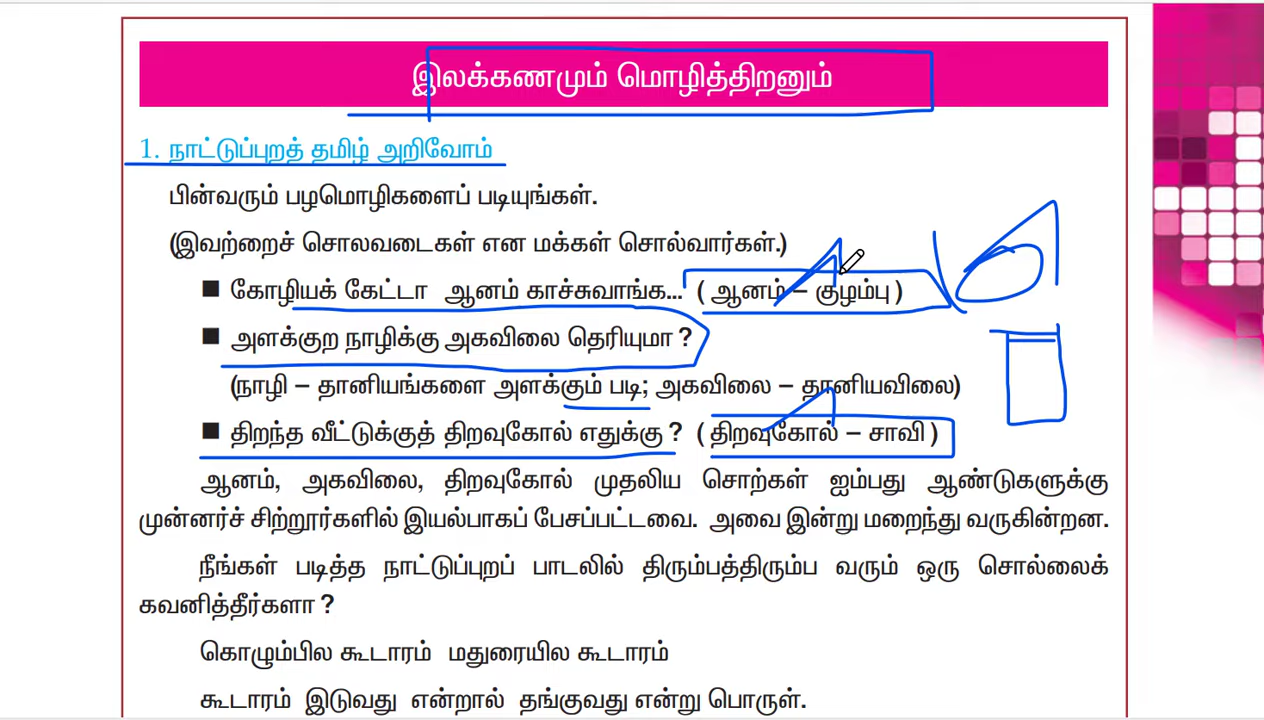 இலக்கணமும் மொழித்திறனும்
1. நாட்டுப்புறத் தமிழ் அறிவோம்
பின்வரும் பழமொழிகளைப் படியுங்கள்.
(இவற்றைச் சொலவடைகள் என மக்கள் சொல்வார்கள்.)
■ கோழியக் கேட்டா ஆனம் காச்சுவாங்க... ( ஆனம் – குழம்பு )
■ அளக்குற நாழிக்கு அகவிலை தெரியுமா ?
(நாழி – தானியங்களை அளக்கும் படி; அகவிலை – தானியவிலை)
■ திறந்த வீட்டுக்குத் திறவுகோல் எதுக்கு ? ( திறவுகோல் – சாவி )
ஆனம், அகவிலை, திறவுகோல் முதலிய சொற்கள் ஐம்பது ஆண்டுகளுக்கு
முன்னர்ச் சிற்றூர்களில் இயல்பாகப் பேசப்பட்டவை. அவை இன்று மறைந்து வருகின்றன.
நீங்கள் படித்த நாட்டுப்புறப் பாடலில் திரும்பத்திரும்ப வரும் ஒரு சொல்லைக்
கவனித்தீர்களா ?
கொழும்பில கூடாரம் மதுரையில கூடாரம்
கூடாரம் இடுவது என்றால் தங்குவது என்று பொருள்.